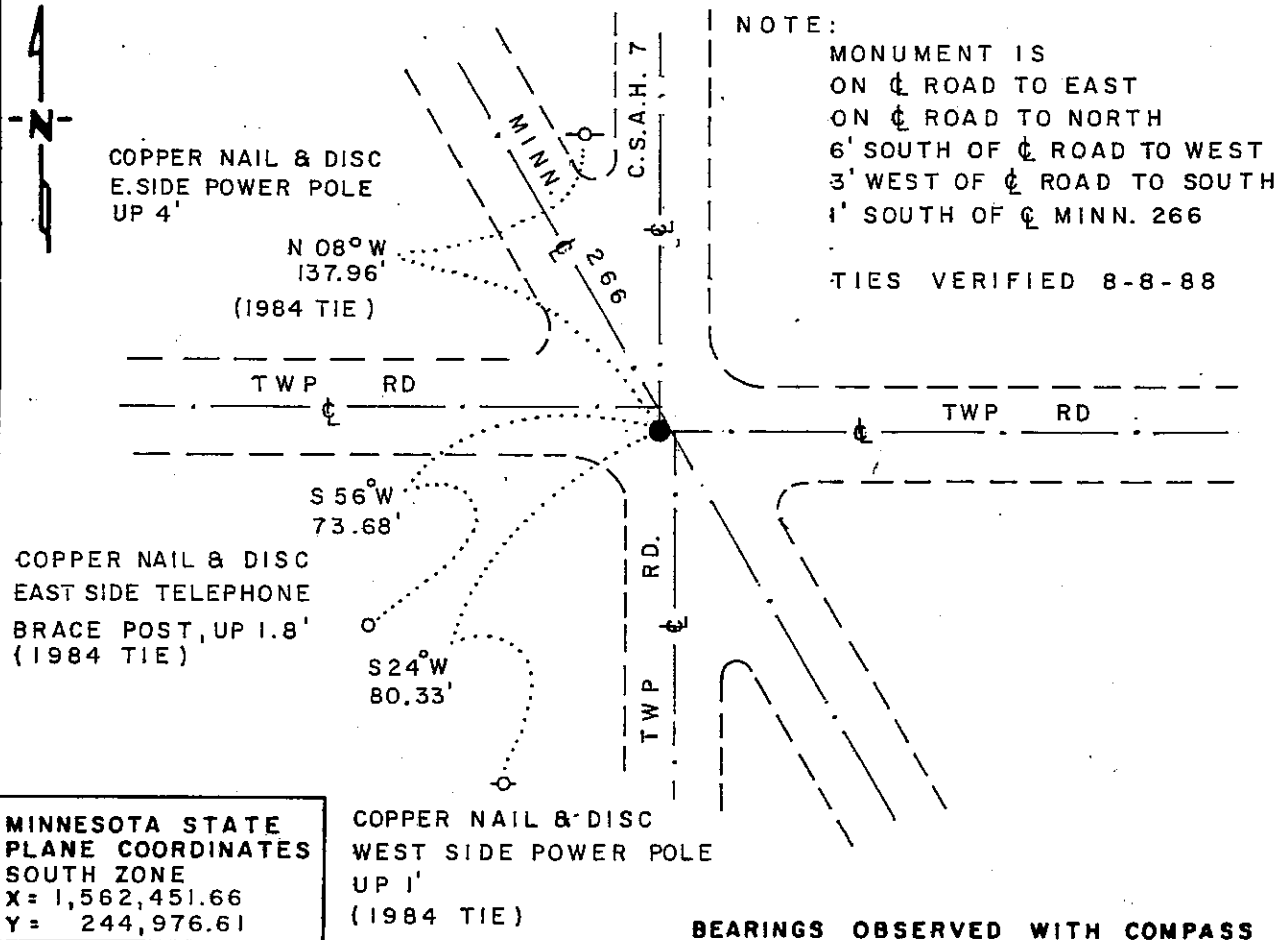 NOTE:
MONUMENT IS
ON ℄ ROAD TO EAST
ON ℄ ROAD TO NORTH
6' SOUTH OF ℄ ROAD TO WEST
3' WEST OF ℄ ROAD TO SOUTH
1' SOUTH OF ℄ MINN. 266
TIES VERIFIED 8-8-88
N
C.S.A.H. 7
MINN. 266
℄
℄
COPPER NAIL & DISC
E.SIDE POWER POLE
UP 4'
N 08° W
137.96'
(1984 TIE)
TWP RD
℄
TWP RD
℄
S 56° W
73.68'
COPPER NAIL & DISC
EAST SIDE TELEPHONE
BRACE POST, UP 1.8'
(1984 TIE)
S 24° W
80.33'
TWP RD.
℄
COPPER NAIL & DISC
WEST SIDE POWER POLE
UP 1'
(1984 TIE)
MINNESOTA STATE
PLANE COORDINATES
SOUTH ZONE
X= 1,562,451.66
Y= 244,976.61
BEARINGS OBSERVED WITH COMPASS